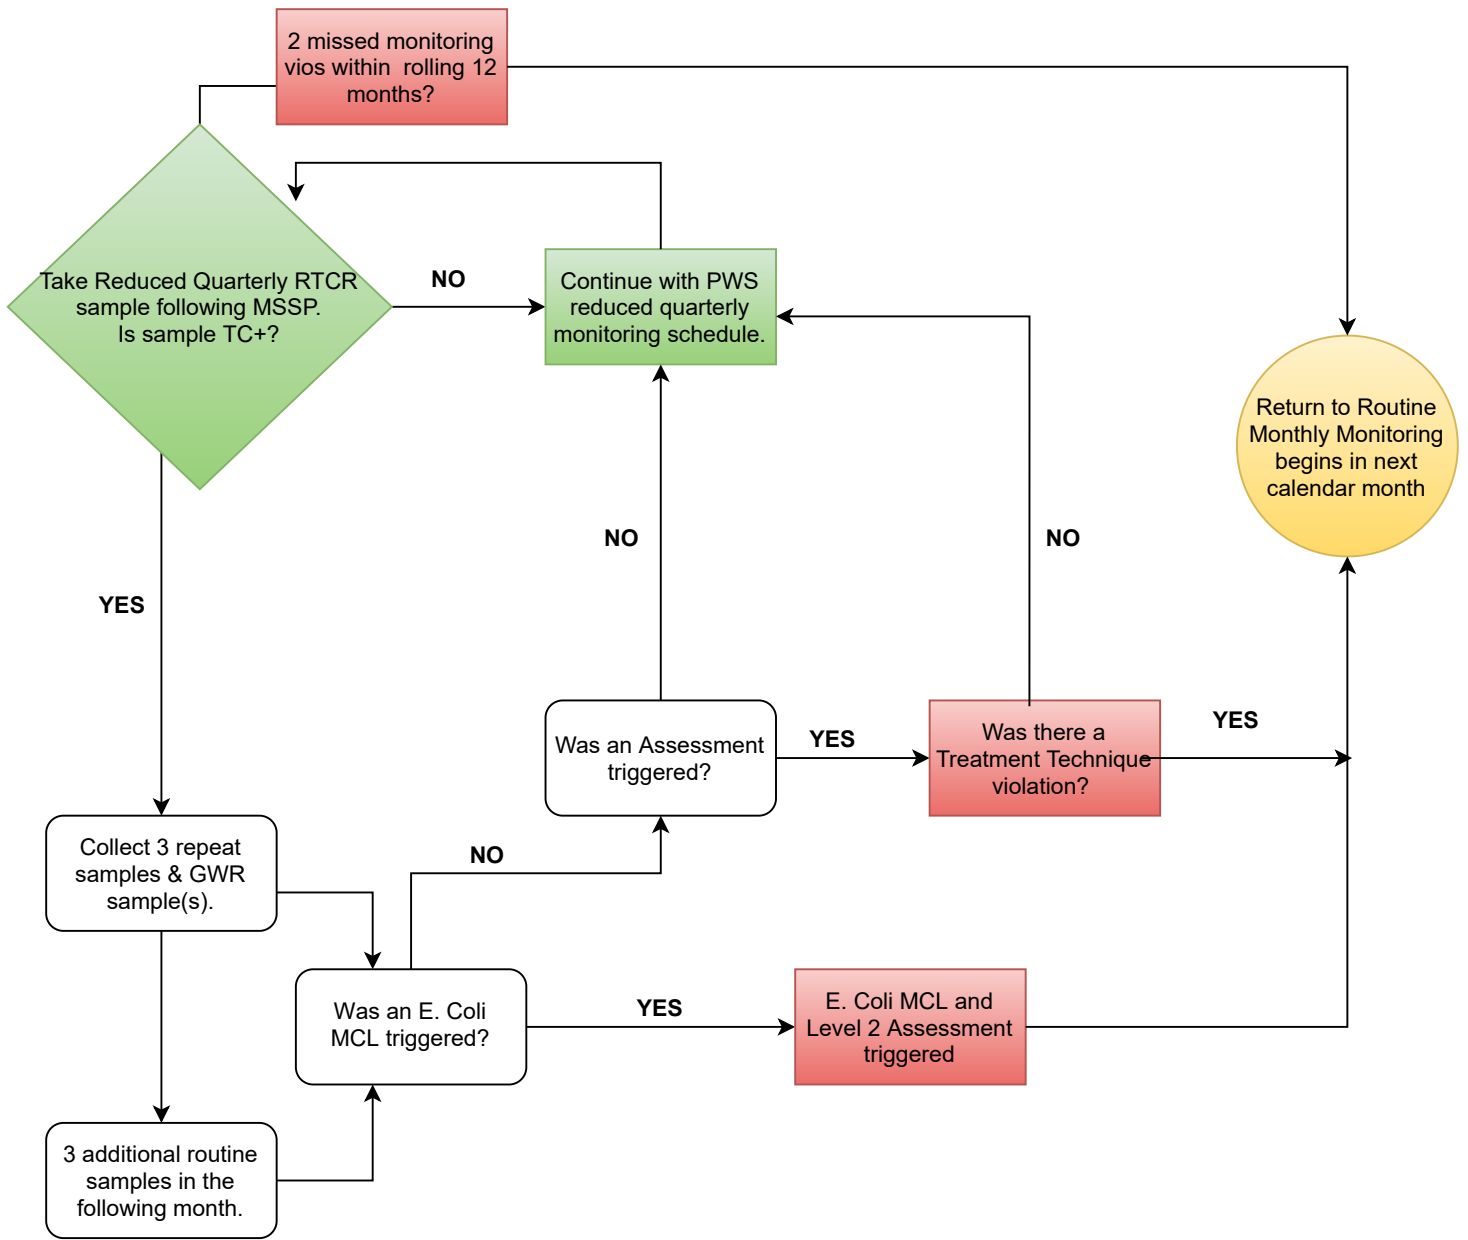 2 missed monitoring
vios within rolling 12
months?
Take Reduced Quarterly RTCR
sample following MSSP.
Is sample TC+?
NO
Continue with PWS
reduced quarterly
monitoring schedule.
Return to Routine
Monthly Monitoring
begins in next
calendar month
NO
NO
YES
Was an Assessment
triggered?
YES
Was there a
Treatment Technique
violation?
YES
Collect 3 repeat
samples & GWR
sample(s).
NO
Was an E. Coli
MCL triggered?
YES
E. Coli MCL and
Level 2 Assessment
triggered
3 additional routine
samples in the
following month.